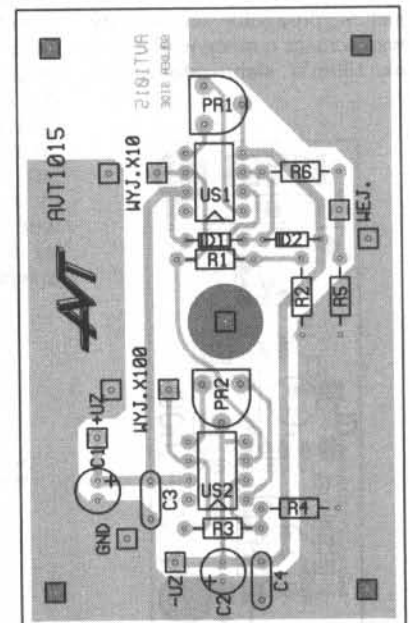 AVT1015
SOLDER SIDE
PR1
AVT1015
WYJ.X10
US1
R6
WEJ.
D1
D2
R1
AVT
R2
R5
WYJ.X100
+UZ
PR2
C1
+
US2
C3
R4
GND
R3
-UZ
+
C2
C4